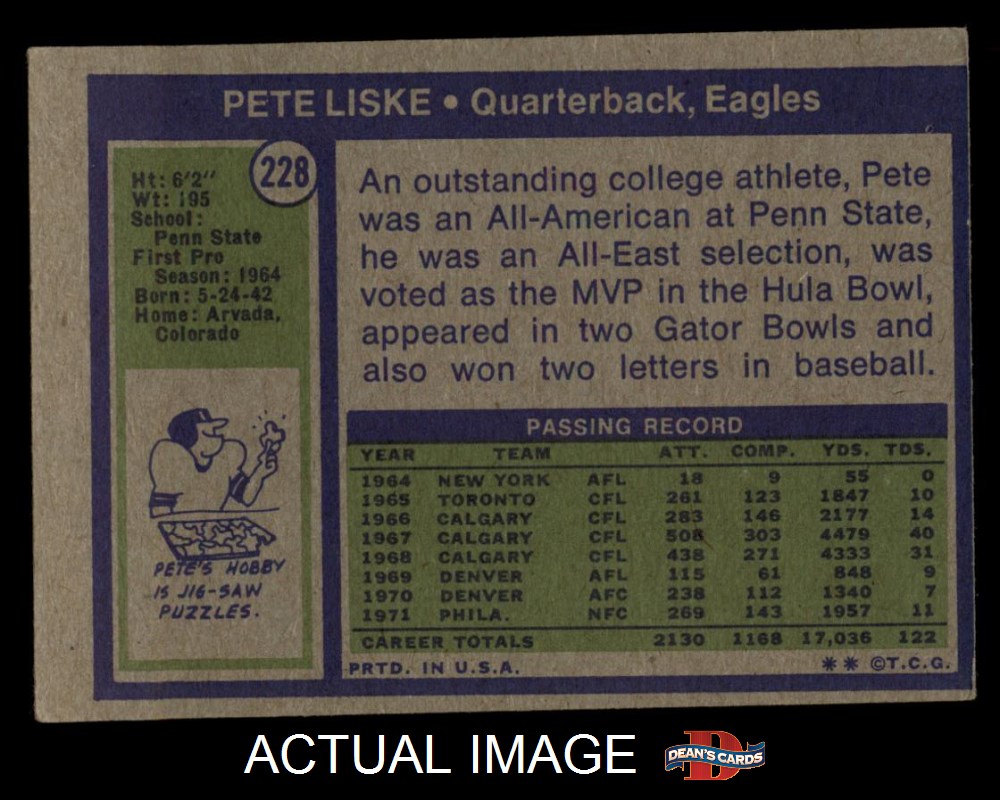 PETE LISKE • Quarterback, Eagles
228
Ht: 6'2"
Wt: 195
School:
Penn State
First Pro
Season: 1964
Born: 5-24-42
Home: Arvada,
Colorado
PETE'S HOBBY
IS JIG-SAW
PUZZLES.
An outstanding college athlete, Pete
was an All-American at Penn State,
he was an All-East selection, was
voted as the MVP in the Hula Bowl,
appeared in two Gator Bowls and
also won two letters in baseball.
PASSING RECORD
YEAR TEAM ATT. COMP. YDS. TDS.
1964 NEW YORK AFL 18 9 55 0
1965 TORONTO CFL 261 123 1847 10
1966 CALGARY CFL 283 146 2177 14
1967 CALGARY CFL 508 303 4479 40
1968 CALGARY CFL 438 271 4333 31
1969 DENVER AFL 115 61 848 9
1970 DENVER AFC 238 112 1340 7
1971 PHILA. NFC 269 143 1957 11
CAREER TOTALS 2130 1168 17,036 122
PRTD. IN U.S.A. ** ©T.C.G.
ACTUAL IMAGE
D
DEAN'S CARDS